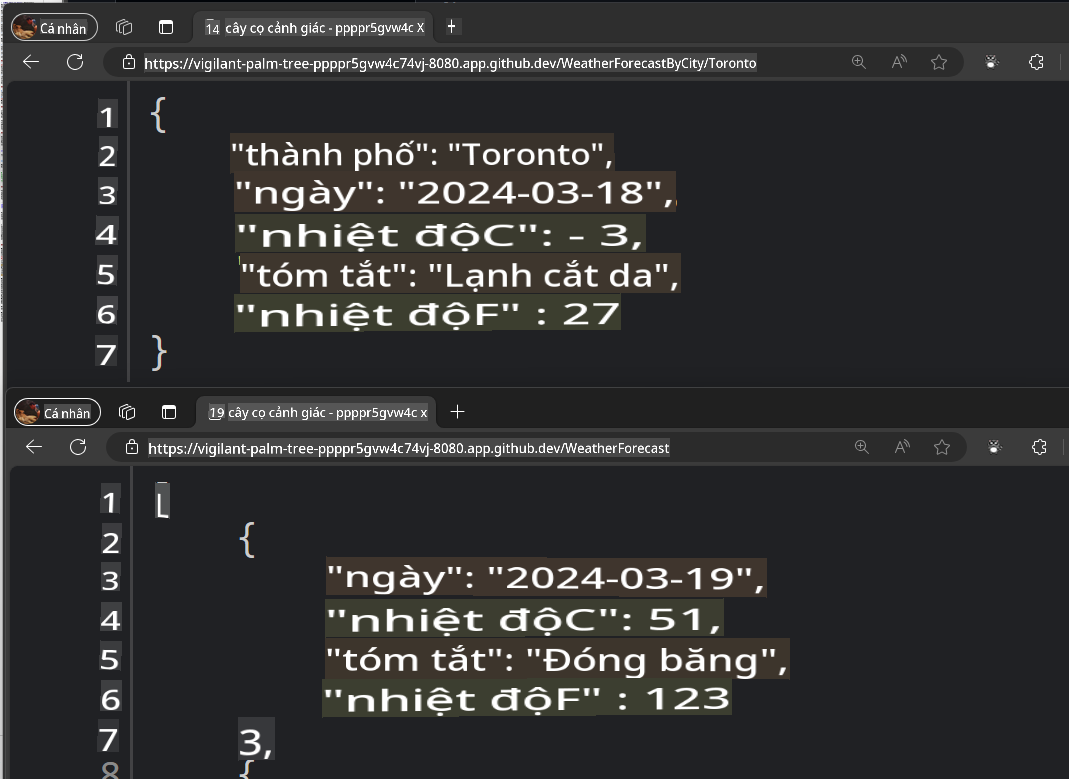 Cá nhân
14 cây cọ cảnh giác - ppppr5gvw4c X +
https://vigilant-palm-tree-ppppr5gvw4c74vj-8080.app.github.dev/WeatherForecastByCity/Toronto
1 {
2 "thành phố": "Toronto",
3 "ngày": "2024-03-18",
4 "nhiệt độC": - 3,
5 "tóm tắt": "Lạnh cắt da",
6 "nhiệt độF" : 27
7 }
Cá nhân
19 cây cọ cảnh giác - ppppr5gvw4c x +
https://vigilant-palm-tree-ppppr5gvw4c74vj-8080.app.github.dev/WeatherForecast
1 [
2 {
3 "ngày": "2024-03-19",
4 "nhiệt độC": 51,
5 "tóm tắt": "Đóng băng",
6 "nhiệt độF" : 123
7 3,
8 {